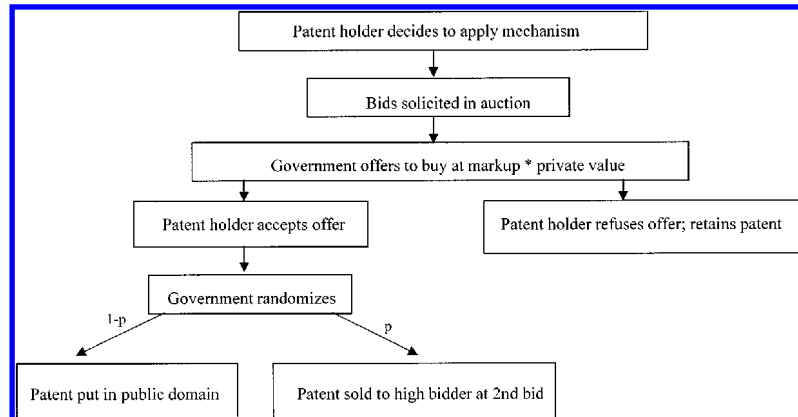 Patent holder decides to apply mechanism
Bids solicited in auction
Government offers to buy at markup * private value
Patent holder accepts offer
Patent holder refuses offer; retains patent
Government randomizes
1-p
p
Patent put in public domain
Patent sold to high bidder at 2nd bid